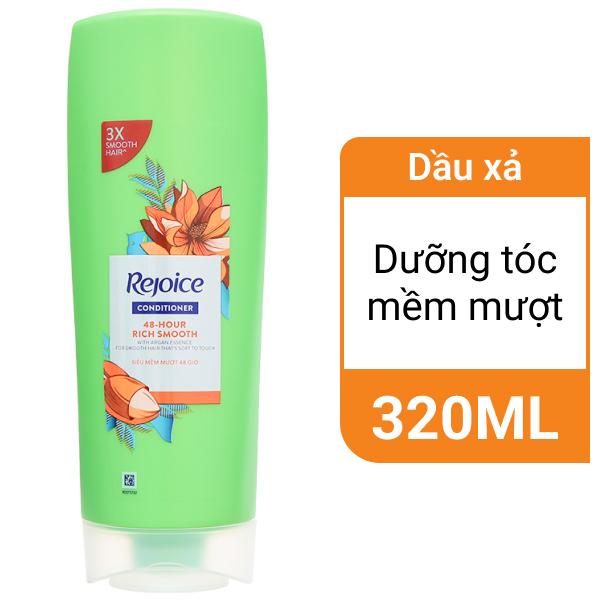 3X
SMOOTH
HAIR^
Rejoice
CONDITIONER
48-HOUR
RICH SMOOTH
WITH ARGAN ESSENCE
FOR SMOOTH HAIR THAT'S SOFT TO TOUCH
SIÊU MỀM MƯỢT 48 GIỜ
Dầu xả
Dưỡng tóc
mềm mượt
320ML